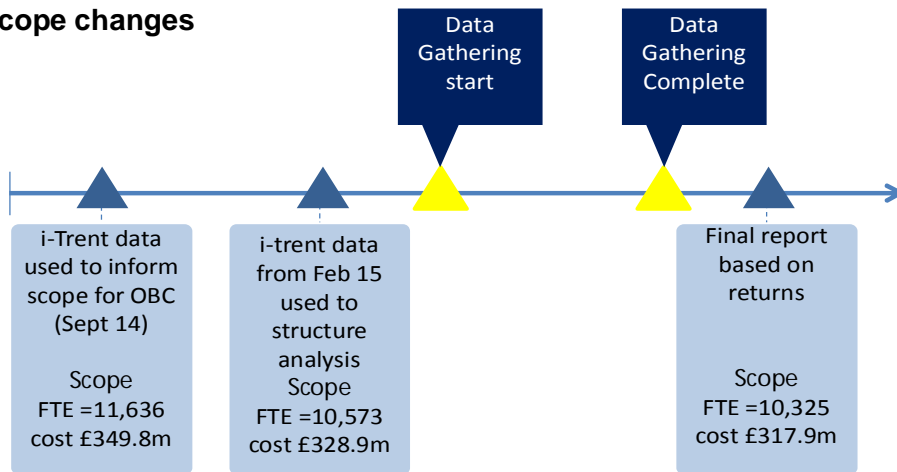 cope changes
Data
Gathering
start
Data
Gathering
Complete
i-Trent data
used to inform
scope for OBC
(Sept 14)
Scope
FTE =11,636
cost £349.8m
i-trent data
from Feb 15
used to
structure
analysis
Scope
FTE =10,573
cost £328.9m
Final report
based on
returns
Scope
FTE =10,325
cost £317.9m